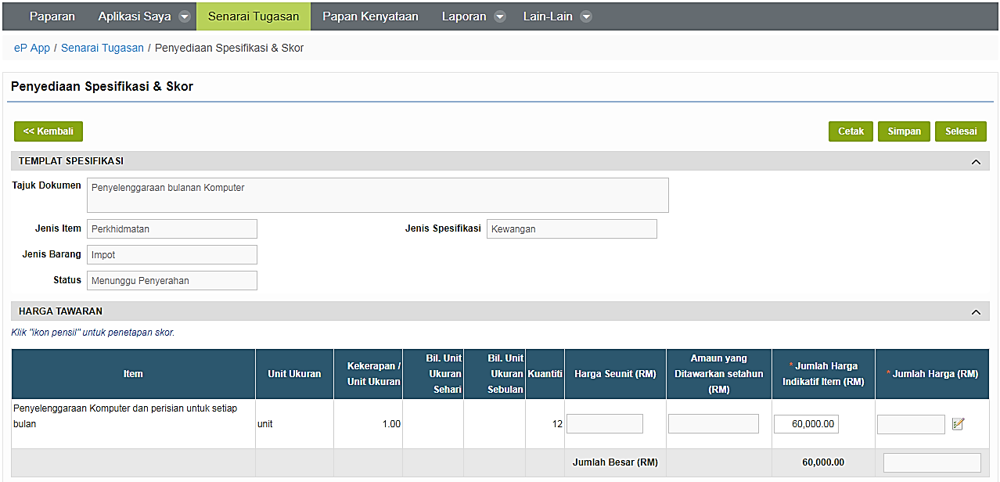 Paparan Aplikasi Saya Senarai Tugasan Papan Kenyataan Laporan Lain-Lain
eP App / Senarai Tugasan / Penyediaan Spesifikasi & Skor
Penyediaan Spesifikasi & Skor
<< Kembali Cetak Simpan Selesai
TEMPLAT SPESIFIKASI
Tajuk Dokumen Penyelenggaraan bulanan Komputer
Jenis Item Perkhidmatan Jenis Spesifikasi Kewangan
Jenis Barang Impot
Status Menunggu Penyerahan
HARGA TAWARAN
Klik "ikon pensil" untuk penetapan skor.
Item
Unit Ukuran
Kekerapan /
Unit Ukuran
Bil. Unit
Ukuran
Sehari
Bil. Unit
Ukuran
Sebulan
Kuantiti
Harga Seunit (RM)
Amaun yang
Ditawarkan setahun
(RM)
* Jumlah Harga
Indikatif Item (RM)
* Jumlah Harga (RM)
Penyelenggaraan Komputer dan perisian untuk setiap
bulan
unit 1.00 12 60,000.00
Jumlah Besar (RM) 60,000.00